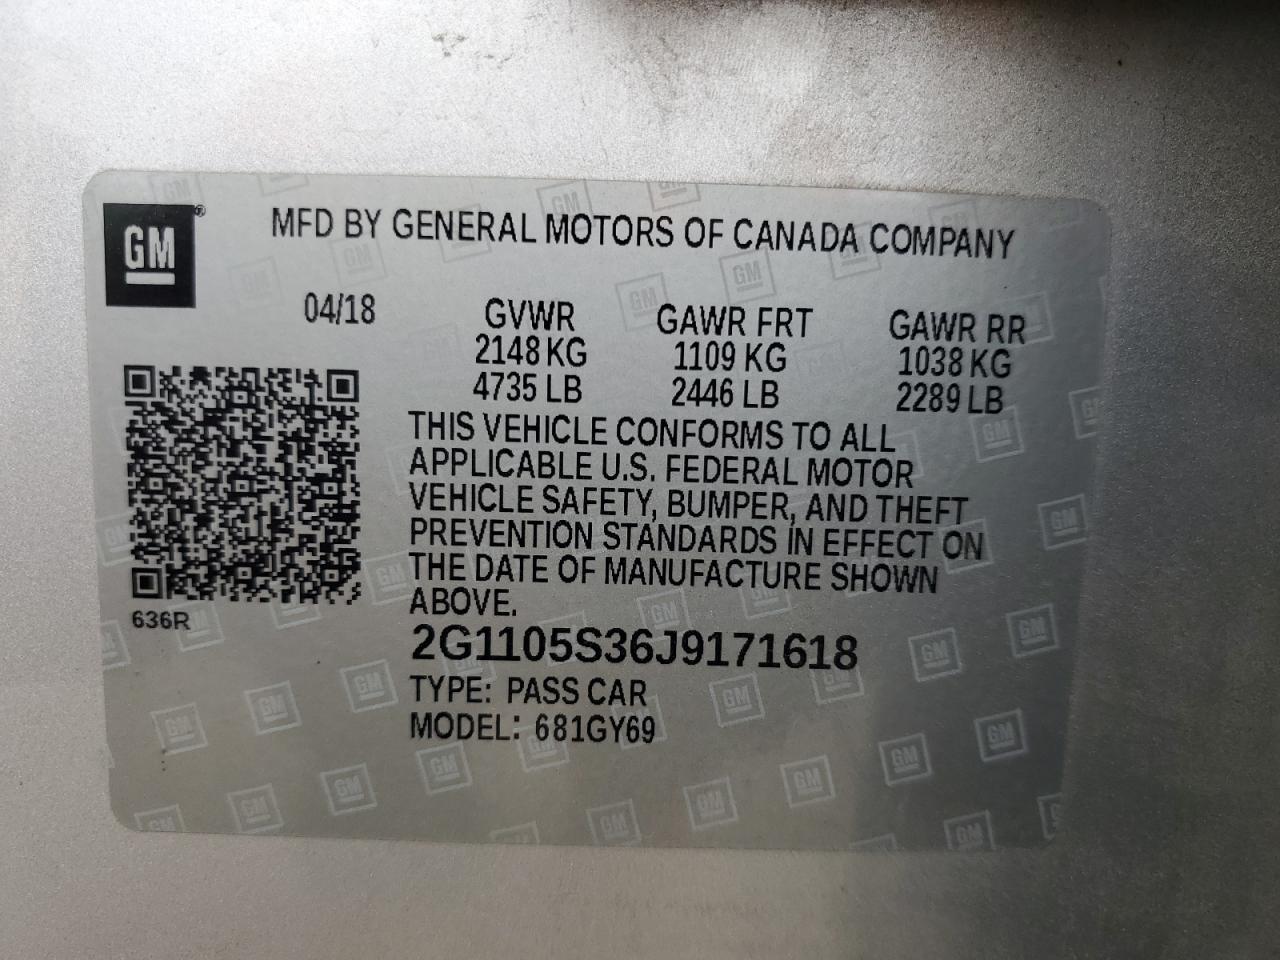 GM®
MFD BY GENERAL MOTORS OF CANADA COMPANY
04/18 GVWR GAWR FRT GAWR RR
2148 KG 1109 KG 1038 KG
4735 LB 2446 LB 2289 LB
THIS VEHICLE CONFORMS TO ALL
APPLICABLE U.S. FEDERAL MOTOR
VEHICLE SAFETY, BUMPER, AND THEFT
PREVENTION STANDARDS IN EFFECT ON
THE DATE OF MANUFACTURE SHOWN
ABOVE.
636R
2G1105S36J9171618
TYPE: PASS CAR
MODEL: 681GY69